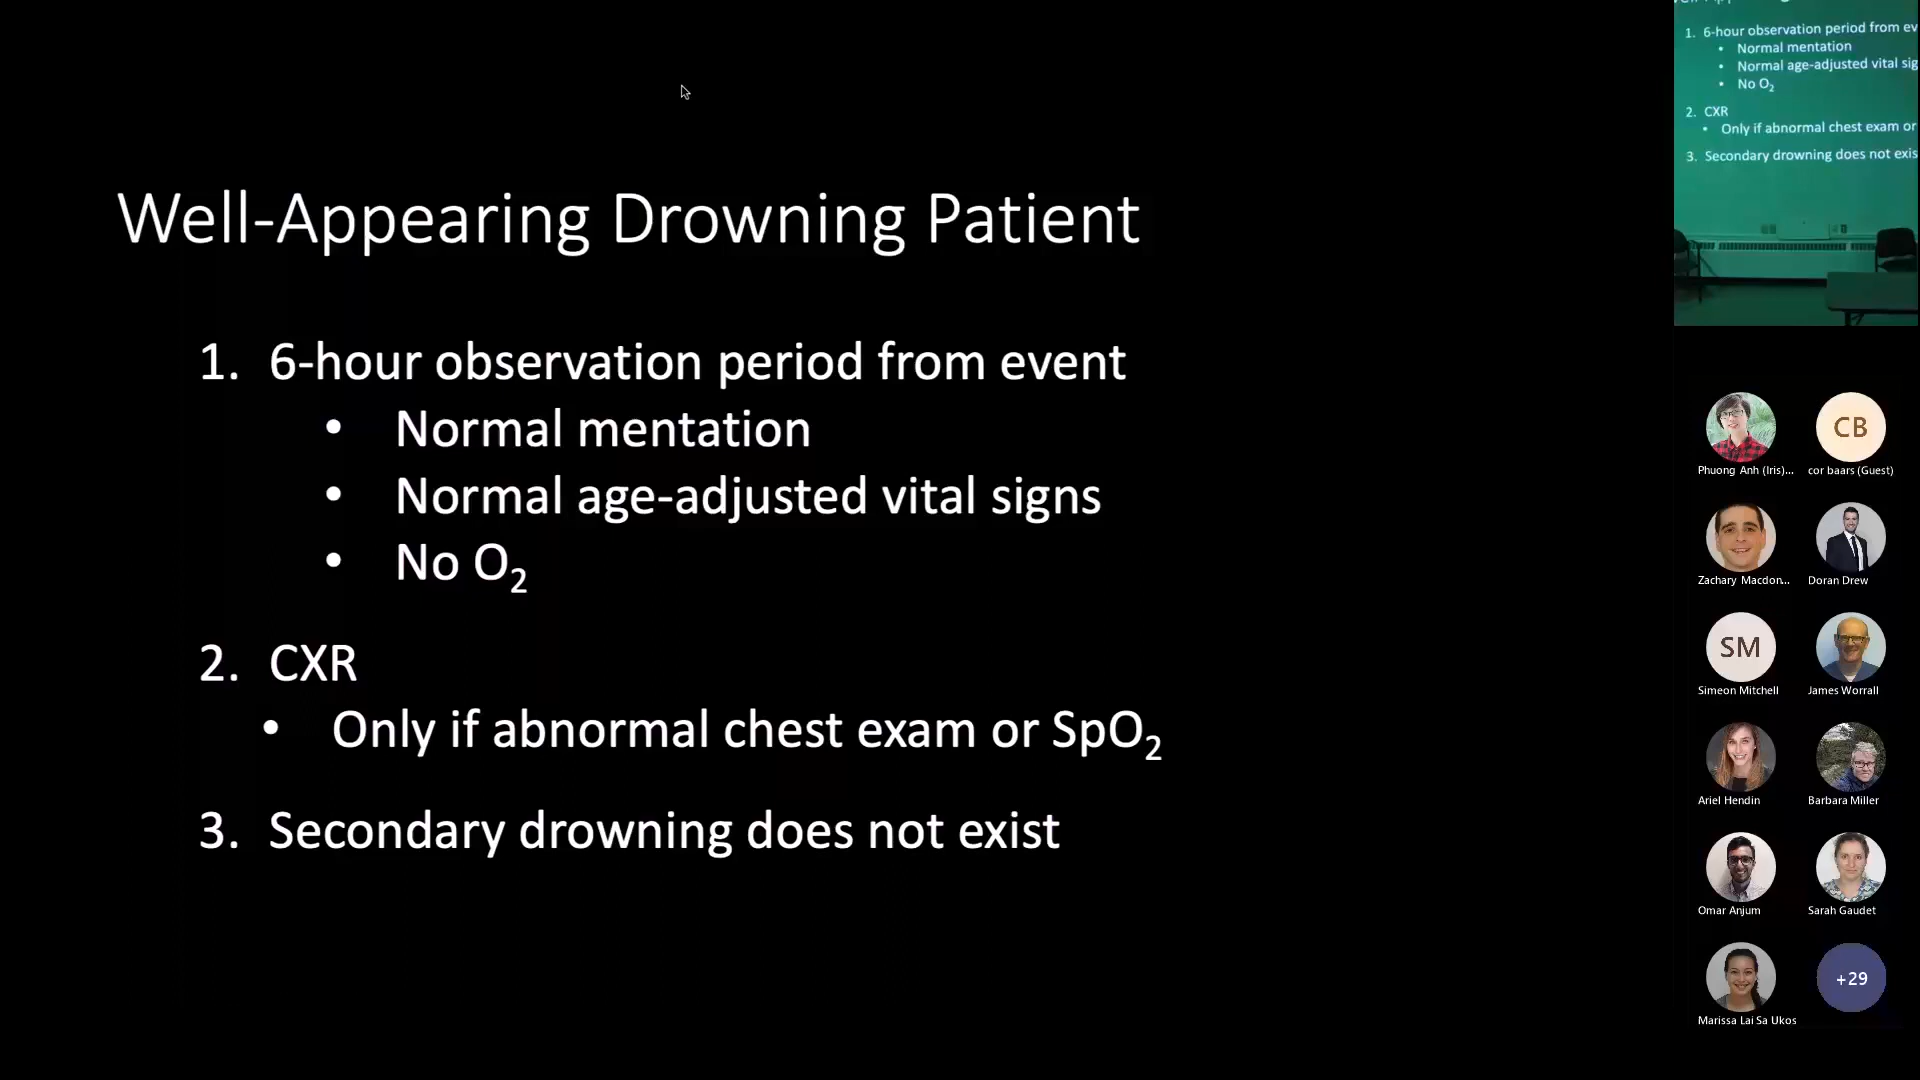 Well-Appearing Drowning Patient
1. 6-hour observation period from event
• Normal mentation
• Normal age-adjusted vital signs
• No O₂
2. CXR
• Only if abnormal chest exam or SpO₂
3. Secondary drowning does not exist
1. 6-hour observation period from ev
• Normal mentation
• Normal age-adjusted vital sig
• No O₂
2. CXR
• Only if abnormal chest exam or
3. Secondary drowning does not exis
CB
Phuong Anh (Iris)...
cor baars (Guest)
Zachary Macdon...
Doran Drew
SM
Simeon Mitchell
James Worrall
Ariel Hendin
Barbara Miller
Omar Anjum
Sarah Gaudet
+29
Marissa Lai Sa Ukos